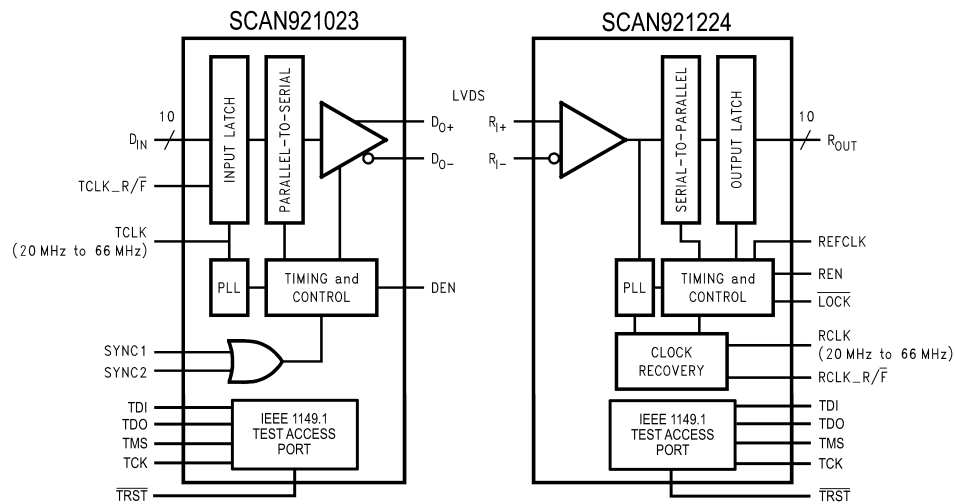 SCAN921023
10
D_IN
TCLK_R/F̅
TCLK
(20 MHz to 66 MHz)
INPUT LATCH
PARALLEL-TO-SERIAL
D_O+
D_O-
PLL
TIMING and
CONTROL
DEN
SYNC1
SYNC2
TDI
TDO
TMS
TCK
T̅R̅S̅T̅
IEEE 1149.1
TEST ACCESS
PORT
LVDS
SCAN921224
R_I+
R_I-
SERIAL-TO-PARALLEL
OUTPUT LATCH
10
R_OUT
REFCLK
PLL
TIMING and
CONTROL
REN
L̅O̅C̅K̅
CLOCK
RECOVERY
RCLK
(20 MHz to 66 MHz)
RCLK_R/F̅
IEEE 1149.1
TEST ACCESS
PORT
TDI
TDO
TMS
TCK
T̅R̅S̅T̅